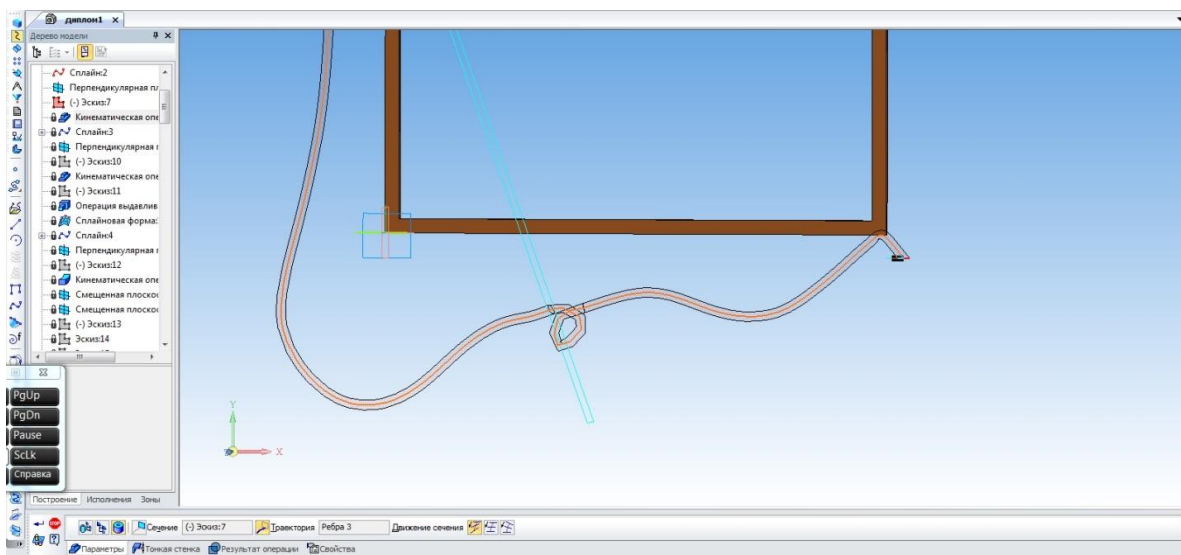 диплон1
Дерево модели
Сплайн:2
Перпендикулярная пл
(-) Эскиз:7
Кинематическая опе
Сплайн:3
Перпендикулярная п
(-) Эскиз:10
Кинематическая опе
(-) Эскиз:11
Операция выдавлив
Сплайновая форма:
Сплайн:4
Перпендикулярная п
(-) Эскиз:12
Кинематическая опе
Смещенная плоско
Смещенная плоско
(-) Эскиз:13
Эскиз:14
PgUp
PgDn
Pause
ScLk
Справка
Y
X
Построение Исполнения Зоны
Сечение (-) Эскиз:7 Траектория Ребра 3 Движение сечения
Параметры Тонкая стенка Результат операции Свойства